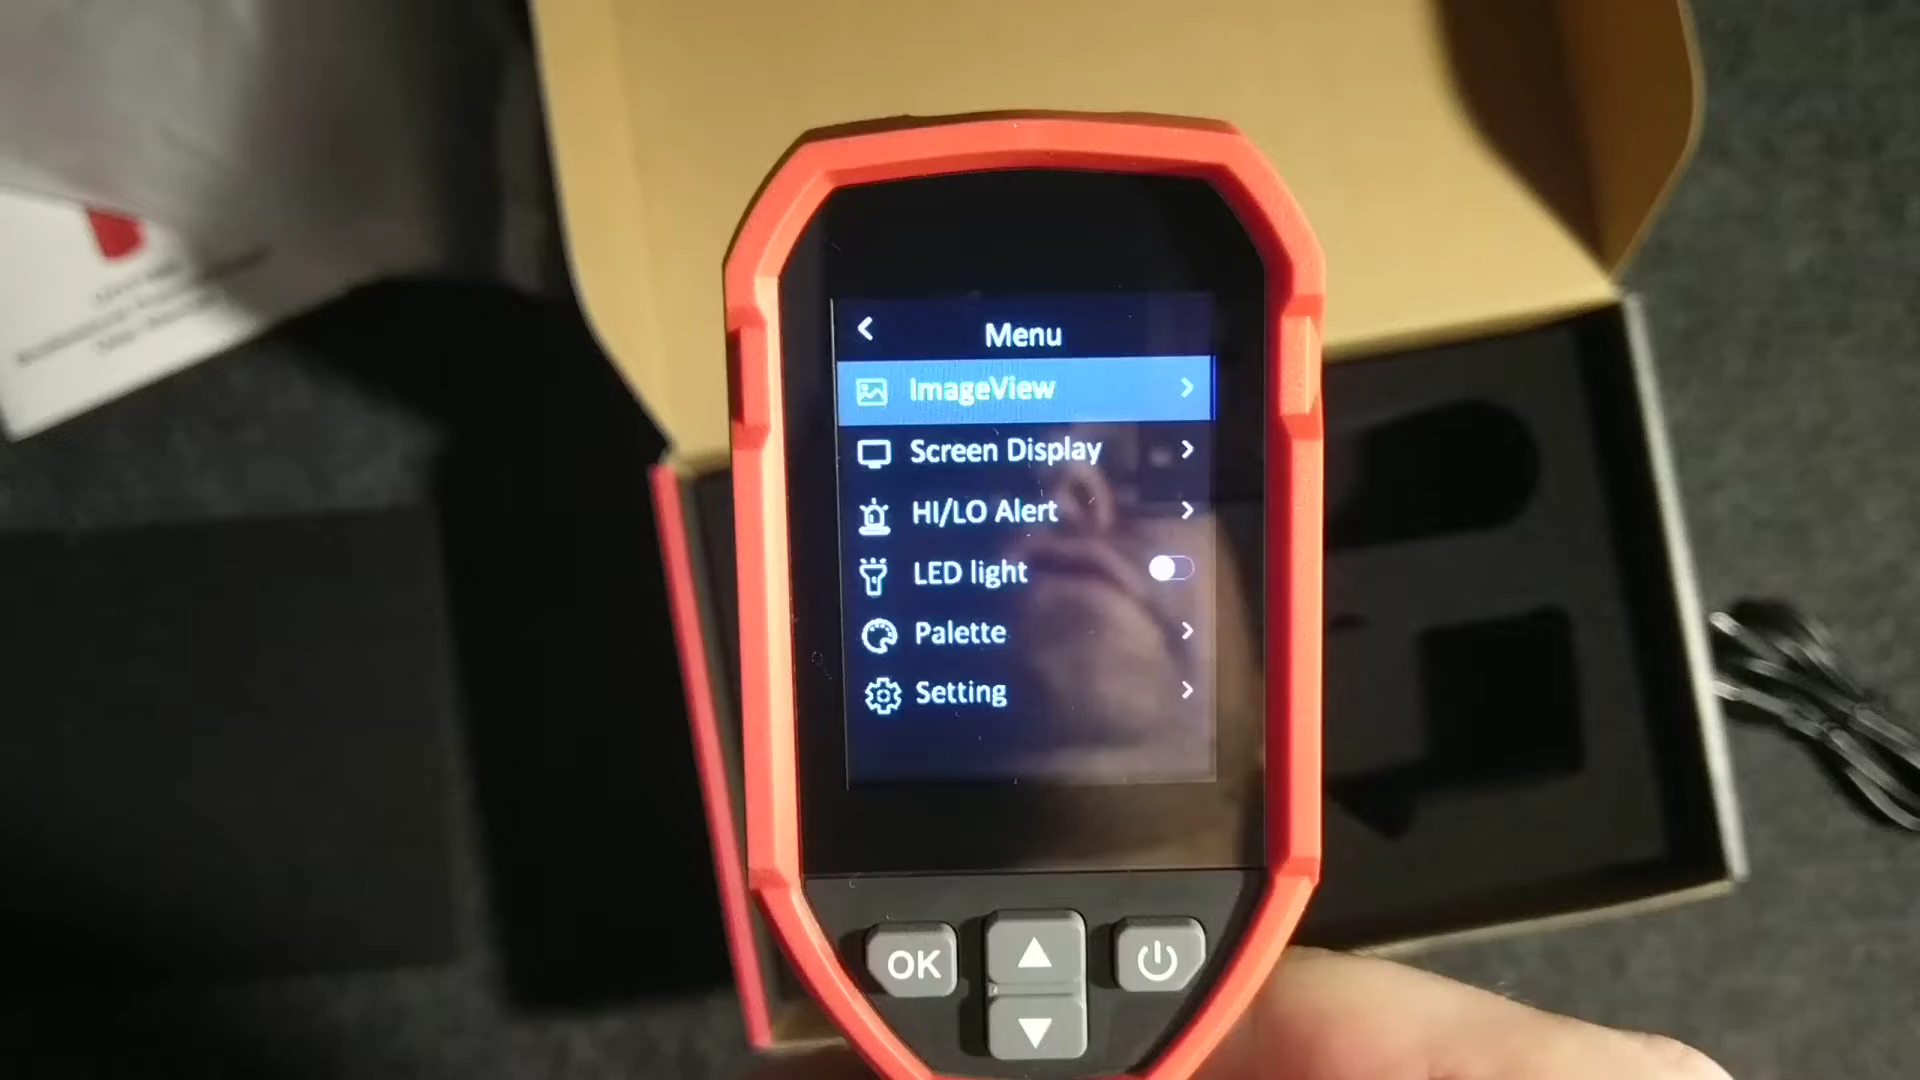 Menu
ImageView
Screen Display
HI/LO Alert
LED light
Palette
Setting
OK